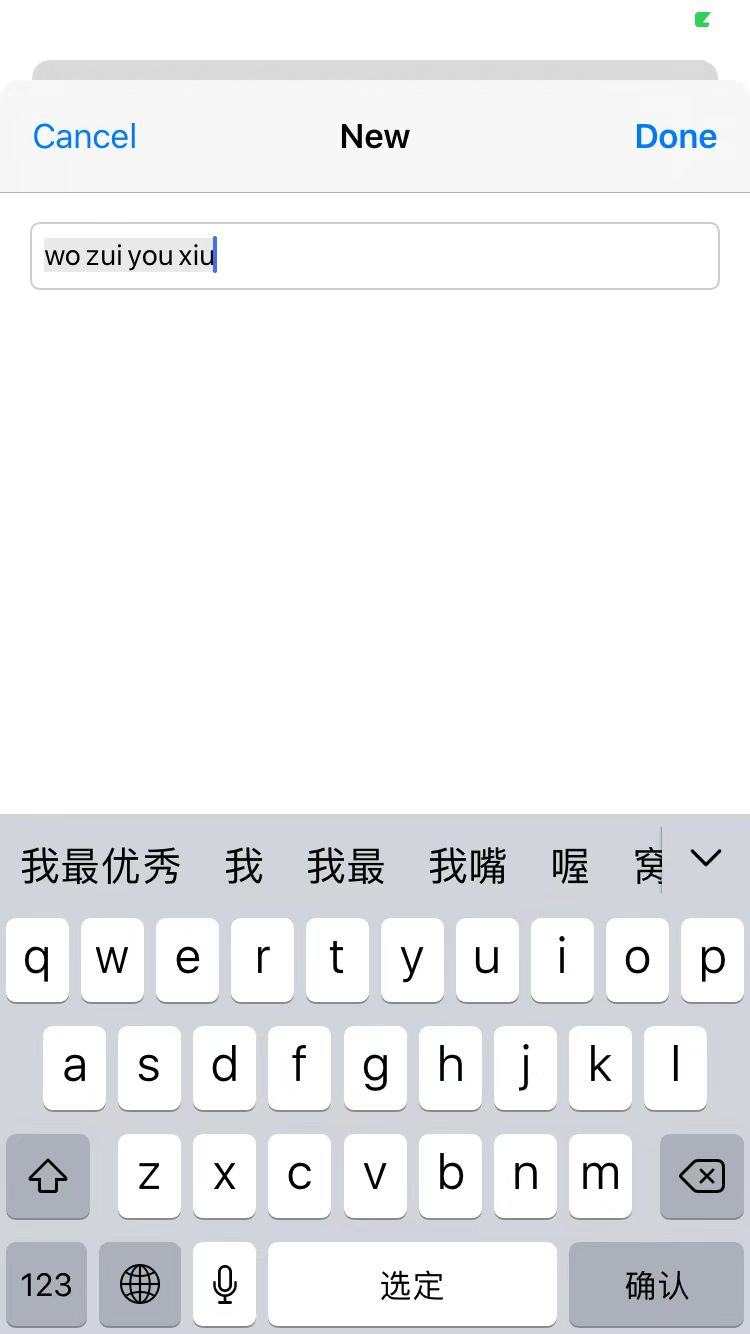 Cancel New Done
wo zui you xiu
我最优秀 我 我最 我嘴 喔 窝
q w e r t y u i o p
a s d f g h j k l
z x c v b n m
123 选定 确认